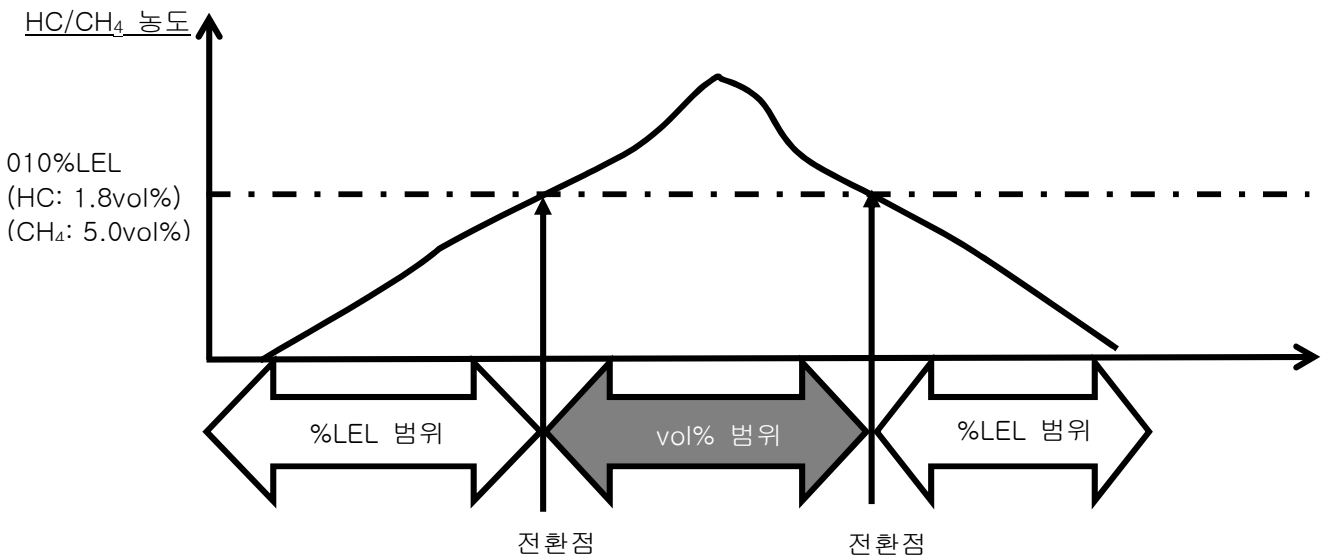 HC/CH₄ 농도
010%LEL
(HC: 1.8vol%)
(CH₄: 5.0vol%)
%LEL 범위
vol% 범위
%LEL 범위
전환점
전환점